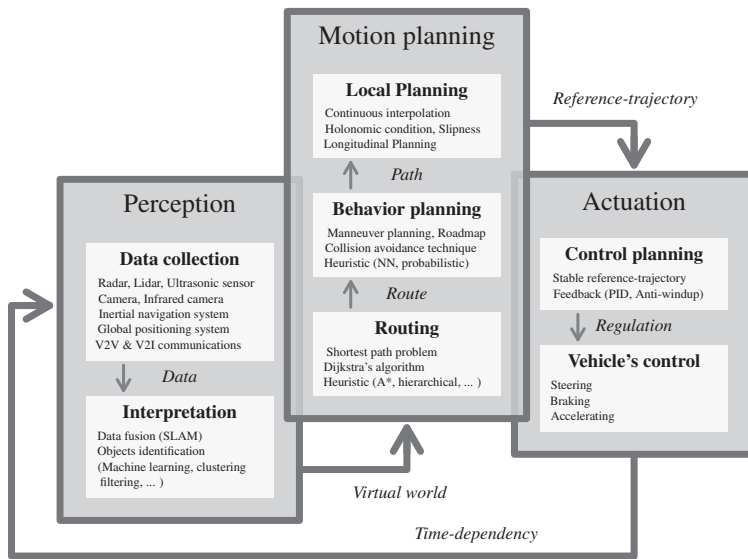 Motion planning
Local Planning
Continuous interpolation
Holonomic condition, Slipness
Longitudinal Planning
Path
Behavior planning
Manneuver planning, Roadmap
Collision avoidance technique
Heuristic (NN, probabilistic)
Route
Routing
Shortest path problem
Dijkstra's algorithm
Heuristic (A*, hierarchical, ... )
Reference-trajectory
Perception
Data collection
Radar, Lidar, Ultrasonic sensor
Camera, Infrared camera
Inertial navigation system
Global positioning system
V2V & V2I communications
Data
Interpretation
Data fusion (SLAM)
Objects identification
(Machine learning, clustering
filtering, ... )
Virtual world
Actuation
Control planning
Stable reference-trajectory
Feedback (PID, Anti-windup)
Regulation
Vehicle's control
Steering
Braking
Accelerating
Time-dependency